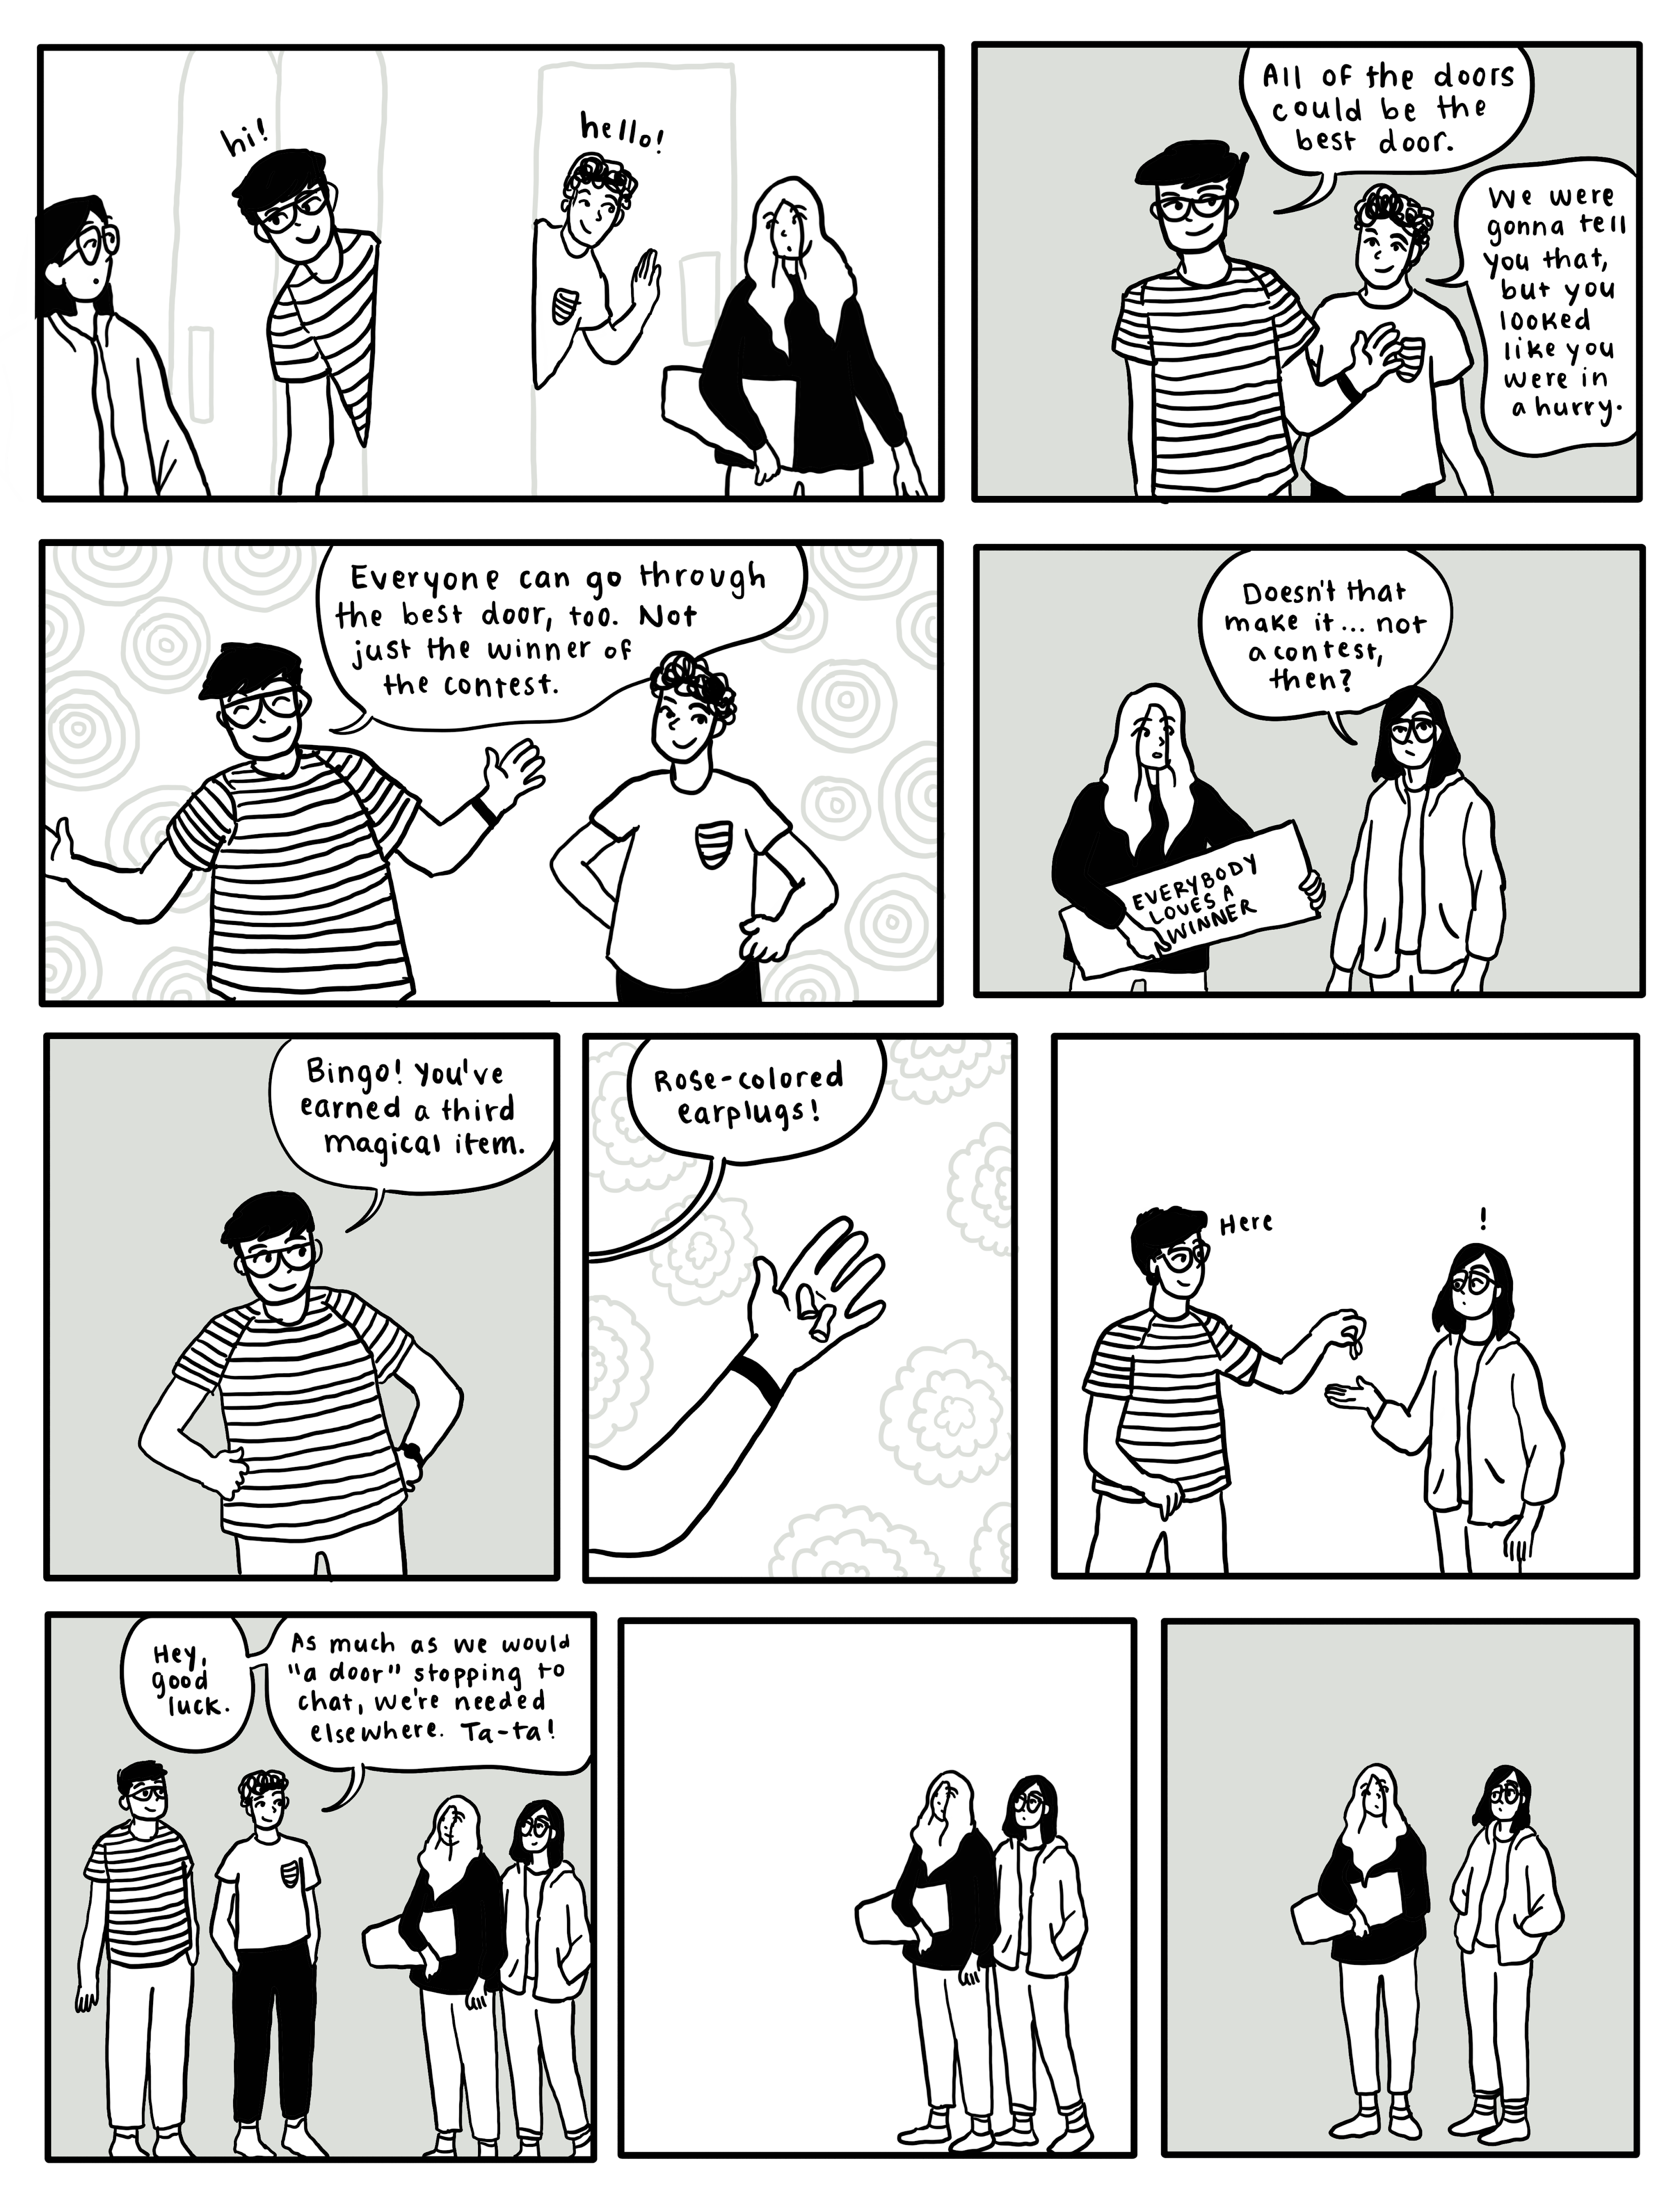 hi!
hello!
All of the doors
could be the
best door.
We were
gonna tell
you that,
but you
looked
like you
were in
a hurry.
Everyone can go through
the best door, too. Not
just the winner of
the contest.
Doesn't that
make it... not
a contest,
then?
EVERYBODY
LOVES A
WINNER
Bingo! You've
earned a third
magical item.
Rose-colored
earplugs!
Here
!
Hey,
good
luck.
As much as we would
"a door" stopping to
chat, we're needed
elsewhere. Ta-ta!